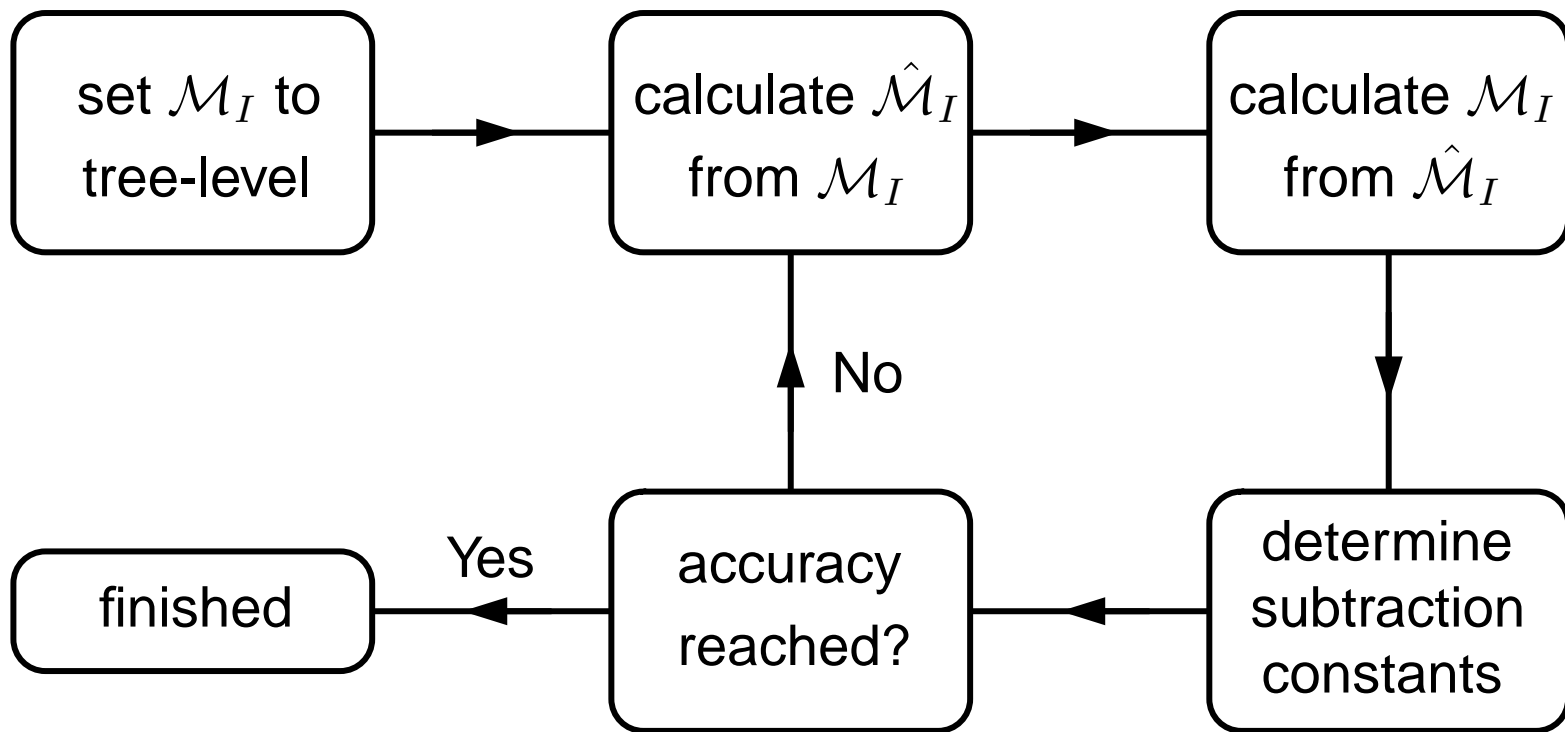 set 𝓜_I to
tree-level
calculate 𝓜̂_I
from 𝓜_I
calculate 𝓜_I
from 𝓜̂_I
No
determine
subtraction
constants
accuracy
reached?
Yes
finished